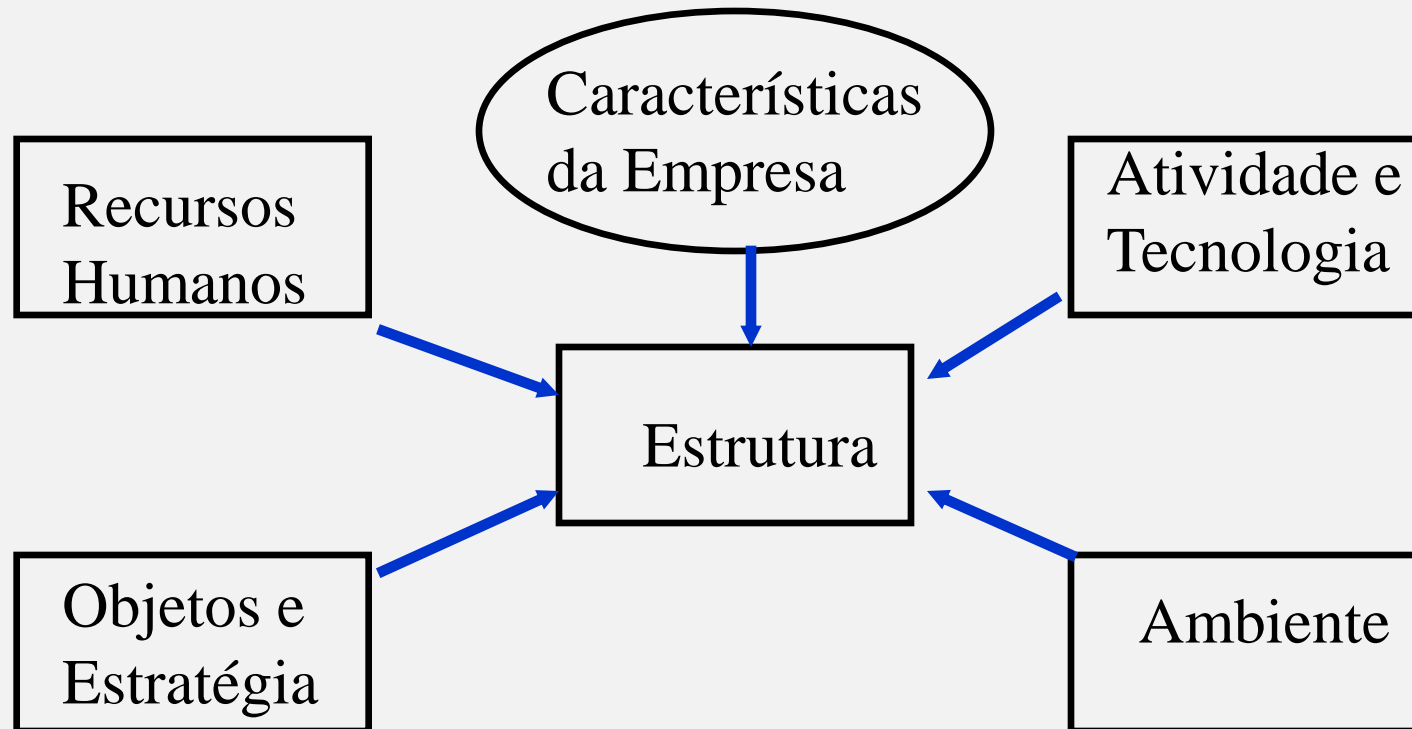 Características
da Empresa
Recursos
Humanos
Atividade e
Tecnologia
Estrutura
Objetos e
Estratégia
Ambiente